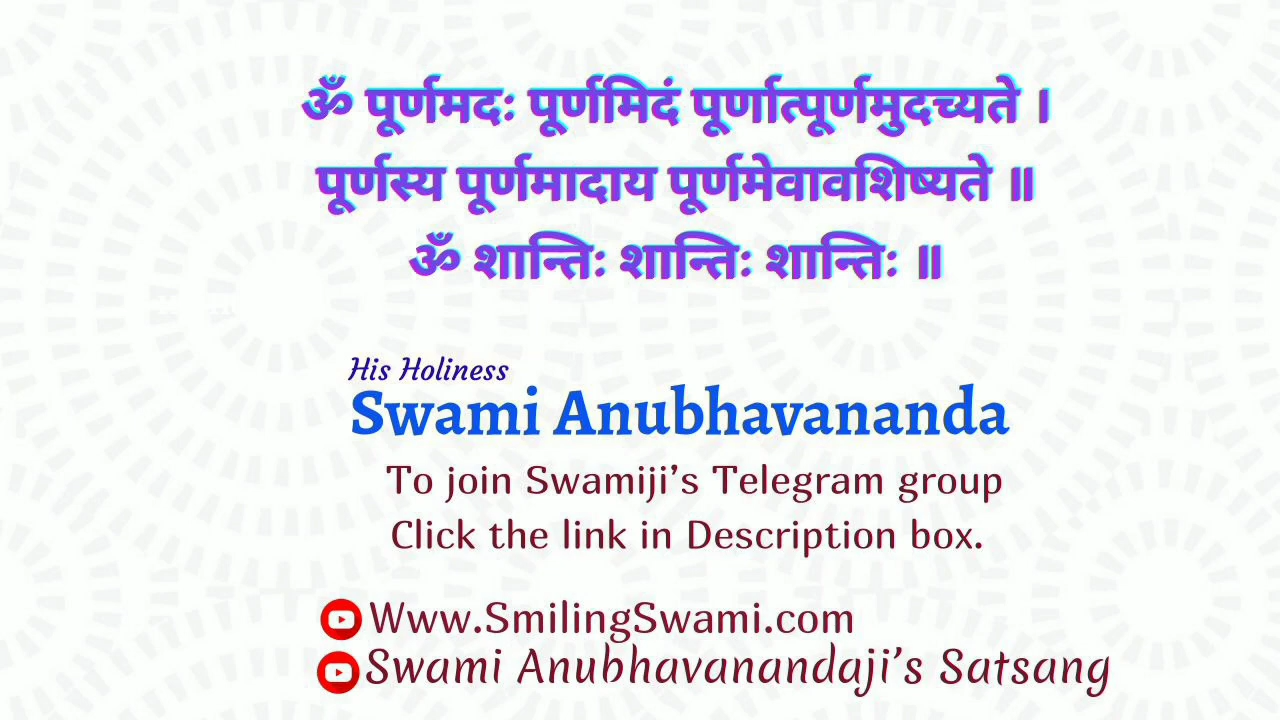 ॐ पूर्णमदः पूर्णमिदं पूर्णात्पूर्णमुदच्यते ।
पूर्णस्य पूर्णमादाय पूर्णमेवावशिष्यते ॥
ॐ शान्तिः शान्तिः शान्तिः ॥
His Holiness
Swami Anubhavananda
To join Swamiji's Telegram group
Click the link in Description box.
Www.SmilingSwami.com
Swami Anubhavanandaji's Satsang